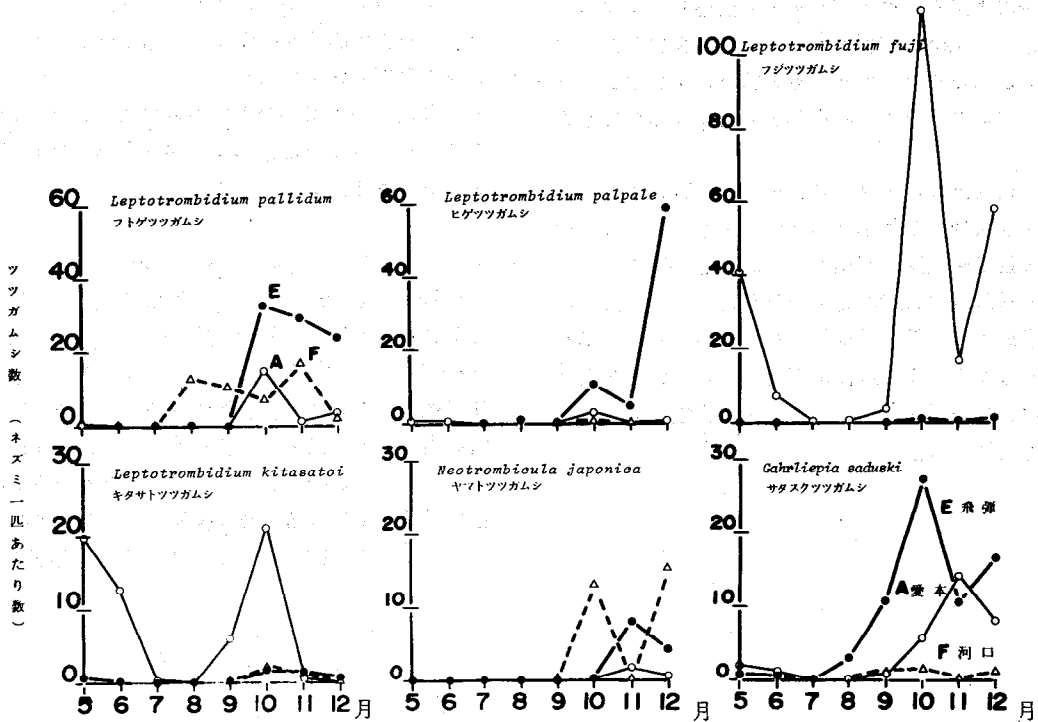 ツツガムシ数 (ネズミ一匹あたり数)
Leptotrombidium pallidum
フトゲツツガムシ
60
40
20
0
E
A
F
Leptotrombidium palpale
ヒゲツツガムシ
60
40
20
0
Leptotrombidium fuji
フジツツガムシ
100
80
60
40
20
0
Leptotrombidium kitasatoi
キタサトツツガムシ
30
20
10
0
5 6 7 8 9 10 11 12 月
Neotrombicula japonica
ヤマトツツガムシ
30
20
10
0
5 6 7 8 9 10 11 12 月
Gahrliepia saduski
サダスクツツガムシ
30
20
10
0
E 飛弾
A 愛本
F 河口
5 6 7 8 9 10 11 12 月